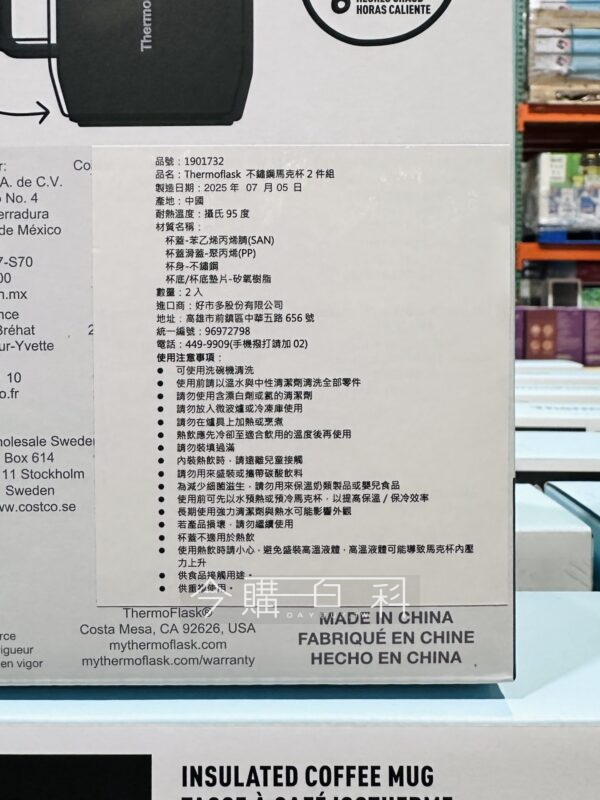 Thermo
6
HEURES CHAUD
HORAS CALIENTE
r:
Co
A. de C.V.
o No. 4
erradura
de México
7-S70
00
n.mx
nce
Bréhat
2
ur-Yvette
10
o.fr
holesale Sweden
Box 614
11 Stockholm
Sweden
www.costco.se
品號：1901732
品名：Thermoflask 不鏽鋼馬克杯 2 件組
製造日期：2025 年 07 月 05 日
產地：中國
耐熱溫度：攝氏 95 度
材質名稱：
杯蓋-苯乙烯丙烯腈(SAN)
杯蓋滑蓋-聚丙烯(PP)
杯身-不鏽鋼
杯底/杯底墊片-矽氧樹脂
數量：2 入
進口商：好市多股份有限公司
地址：高雄市前鎮區中華五路 656 號
統一編號：96972798
電話：449-9909(手機撥打請加 02)
使用注意事項：
● 可使用洗碗機清洗
● 使用前請以溫水與中性清潔劑清洗全部零件
● 請勿使用含漂白劑或氯的清潔劑
● 請勿放入微波爐或冷凍庫使用
● 請勿在爐具上加熱或烹煮
● 熱飲應先冷卻至適合飲用的溫度後再使用
● 請勿裝填過滿
● 內裝熱飲時，請遠離兒童接觸
● 請勿用來盛裝或攜帶碳酸飲料
● 為減少細菌滋生，請勿用來保溫奶類製品或嬰兒食品
● 使用前可先以水預熱或預冷馬克杯，以提高保溫/保冷效率
● 長期使用強力清潔劑與熱水可能影響外觀
● 若產品損壞，請勿繼續使用
● 杯蓋不適用於熱飲
● 使用熱飲時請小心，避免盛裝高溫液體，高溫液體可能導致馬克杯內壓
力上升
● 供食品接觸用途。
● 供重複使用。
今購百科
ThermoFlask®
Costa Mesa, CA 92626, USA
mythermoflask.com
mythermoflask.com/warranty
rce
vigueur
en vigor
MADE IN CHINA
FABRIQUÉ EN CHINE
HECHO EN CHINA
INSULATED COFFEE MUG
TASSE À CAFÉ ISOTHERME